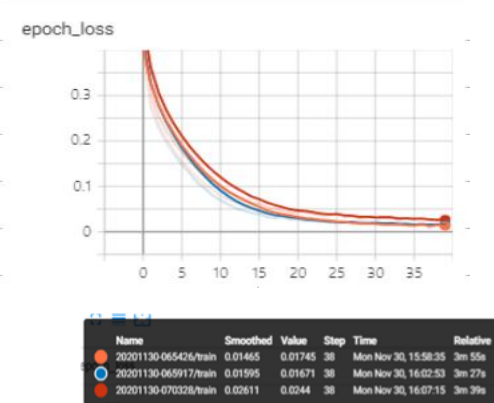 epoch_loss
0.3
0.2
0.1
0
0 5 10 15 20 25 30 35
Name Smoothed Value Step Time Relative
20201130-065426/train 0.01465 0.01745 38 Mon Nov 30, 15:58:35 3m 55s
20201130-065917/train 0.01595 0.01671 38 Mon Nov 30, 16:02:53 3m 27s
20201130-070328/train 0.02611 0.0244 38 Mon Nov 30, 16:07:15 3m 39s